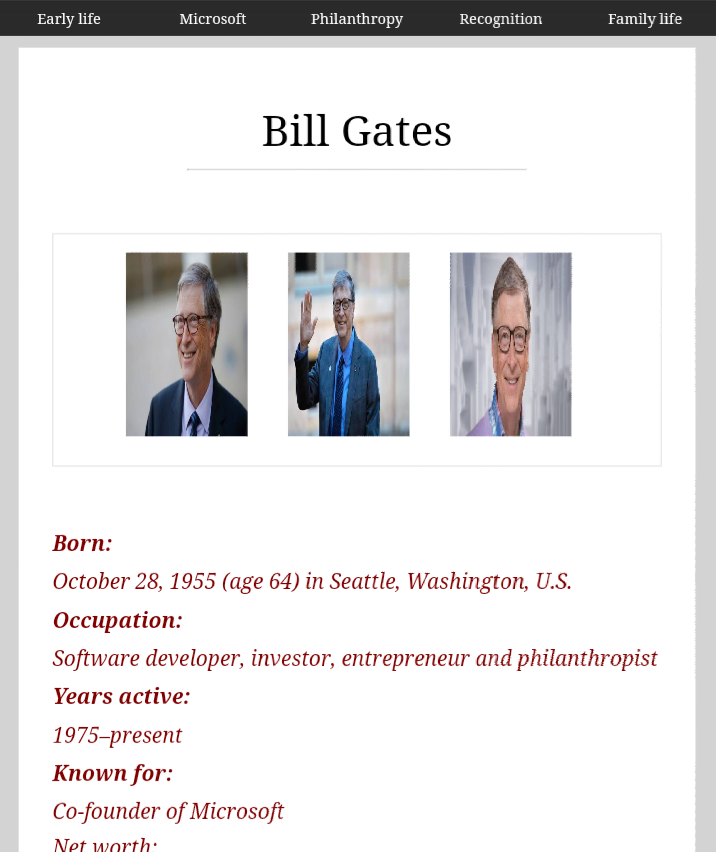 Early life Microsoft Philanthropy Recognition Family life
Bill Gates
Born:
October 28, 1955 (age 64) in Seattle, Washington, U.S.
Occupation:
Software developer, investor, entrepreneur and philanthropist
Years active:
1975–present
Known for:
Co-founder of Microsoft
Net worth: